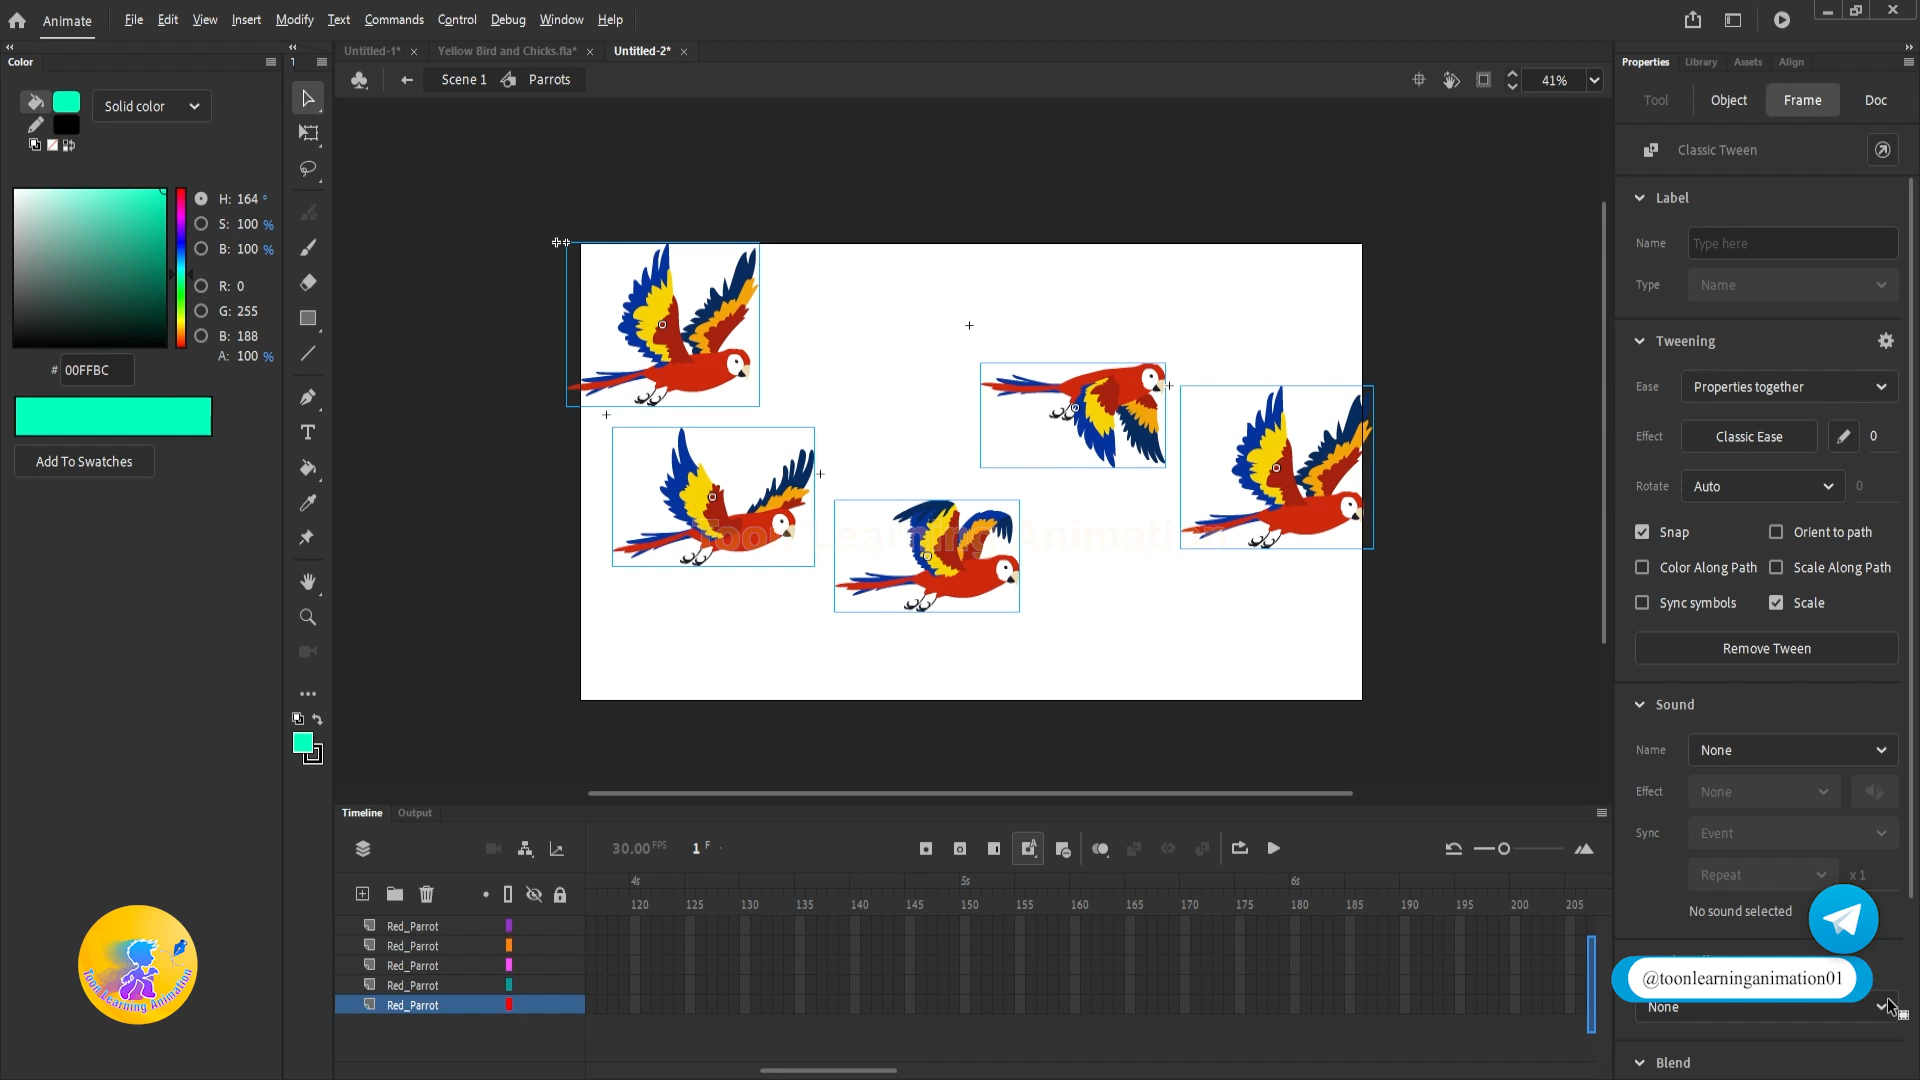 Animate
File Edit View Insert Modify Text Commands Control Debug Window Help
Untitled-1*
Yellow Bird and Chicks.fla*
Untitled-2*
Color
Scene 1
Parrots
41%
Properties
Library
Assets
Align
Solid color
Tool
Object
Frame
Doc
Classic Tween
H: 164 °
S: 100 %
B: 100 %
R: 0
G: 255
B: 188
A: 100 %
# 00FFBC
Add To Swatches
Label
Name Type here
Type Name
Tweening
Ease Properties together
Effect Classic Ease 0
Rotate Auto 0
Snap
Orient to path
Color Along Path
Scale Along Path
Sync symbols
Scale
Remove Tween
Toon Learning Animation
Sound
Name None
Effect None
Sync Event
Repeat x 1
No sound selected
@toonlearninganimation01
None
Blend
Timeline
Output
30.00 FPS 1 F
4s 5s 6s
120 125 130 135 140 145 150 155 160 165 170 175 180 185 190 195 200 205
Red_Parrot
Red_Parrot
Red_Parrot
Red_Parrot
Red_Parrot
Toon Learning Animation